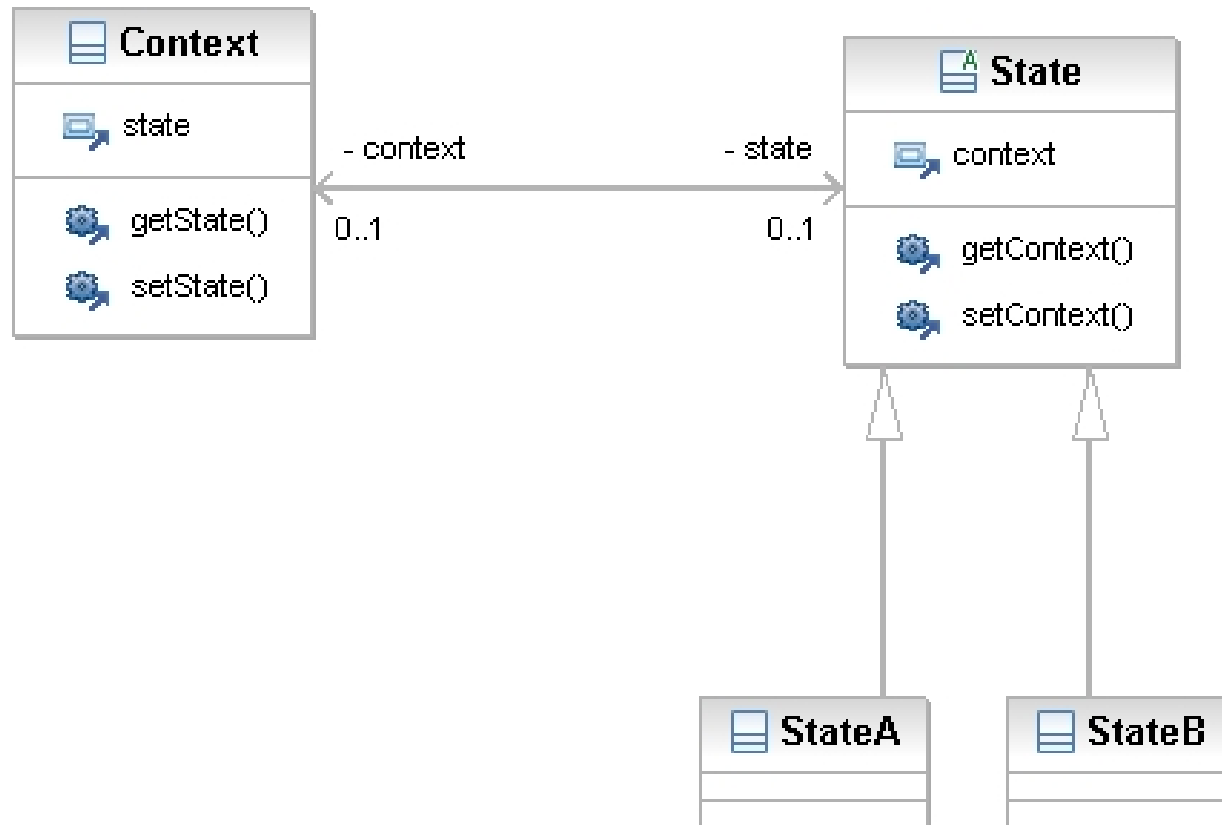 Context
state
getState()
setState()
- context
- state
0..1
0..1
State
context
getContext()
setContext()
StateA
StateB